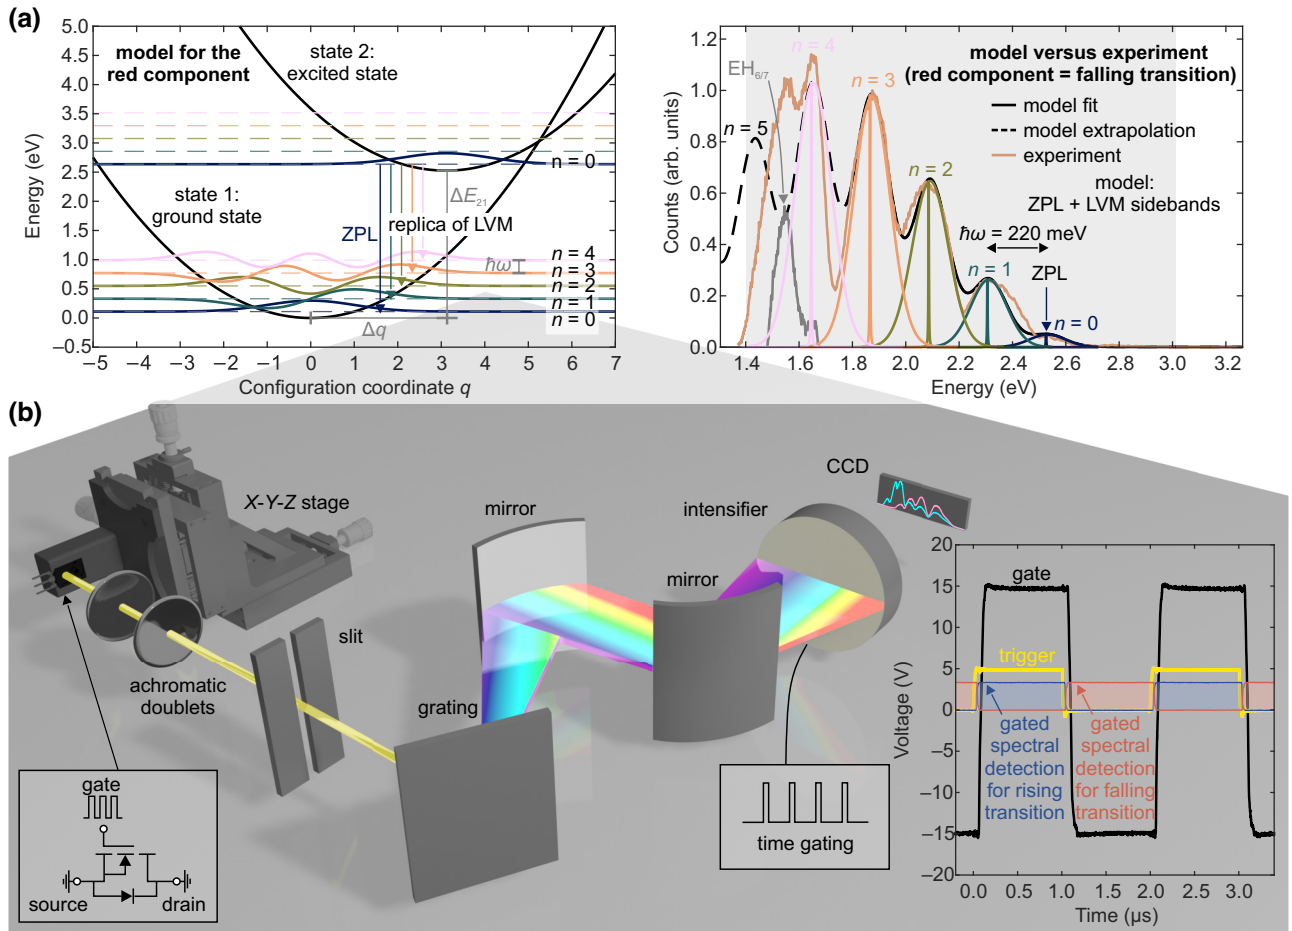 (a)
model for the
red component
state 2:
excited state
state 1:
ground state
n = 0
ΔE21
ZPL
replica of LVM
ħω
n = 4
n = 3
n = 2
n = 1
n = 0
Δq
5.0
4.5
4.0
3.5
3.0
2.5
2.0
1.5
1.0
0.5
0.0
−0.5
Energy (eV)
−5 −4 −3 −2 −1 0 1 2 3 4 5 6 7
Configuration coordinate q
1.2
1.0
0.8
0.6
0.4
0.2
0.0
Counts (arb. units)
n = 4
EH6/7
n = 5
n = 3
n = 2
n = 1
n = 0
model versus experiment
(red component = falling transition)
model fit
model extrapolation
experiment
model:
ZPL + LVM sidebands
ħω = 220 meV
ZPL
1.4 1.6 1.8 2.0 2.2 2.4 2.6 2.8 3.0 3.2
Energy (eV)
(b)
X-Y-Z stage
achromatic
doublets
slit
grating
mirror
mirror
intensifier
CCD
gate
source
drain
time gating
20
15
10
5
0
−5
−10
−15
−20
Voltage (V)
gate
trigger
gated
spectral
detection
for rising
transition
gated
spectral
detection
for falling
transition
0.0 0.5 1.0 1.5 2.0 2.5 3.0
Time (μs)